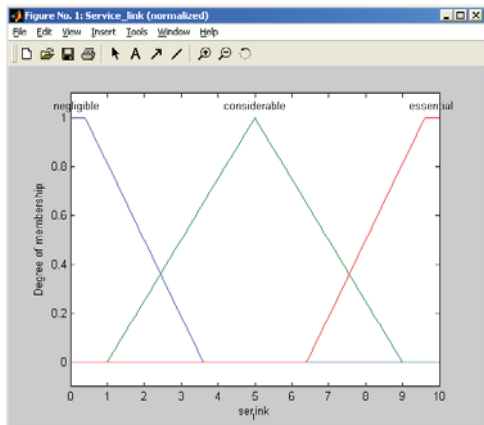 Figure No. 1: Service_link (normalized)
File Edit View Insert Tools Window Help
A
negligible considerable essential
1
0.8
0.6
0.4
0.2
0
Degree of membership
0 1 2 3 4 5 6 7 8 9 10
serlink